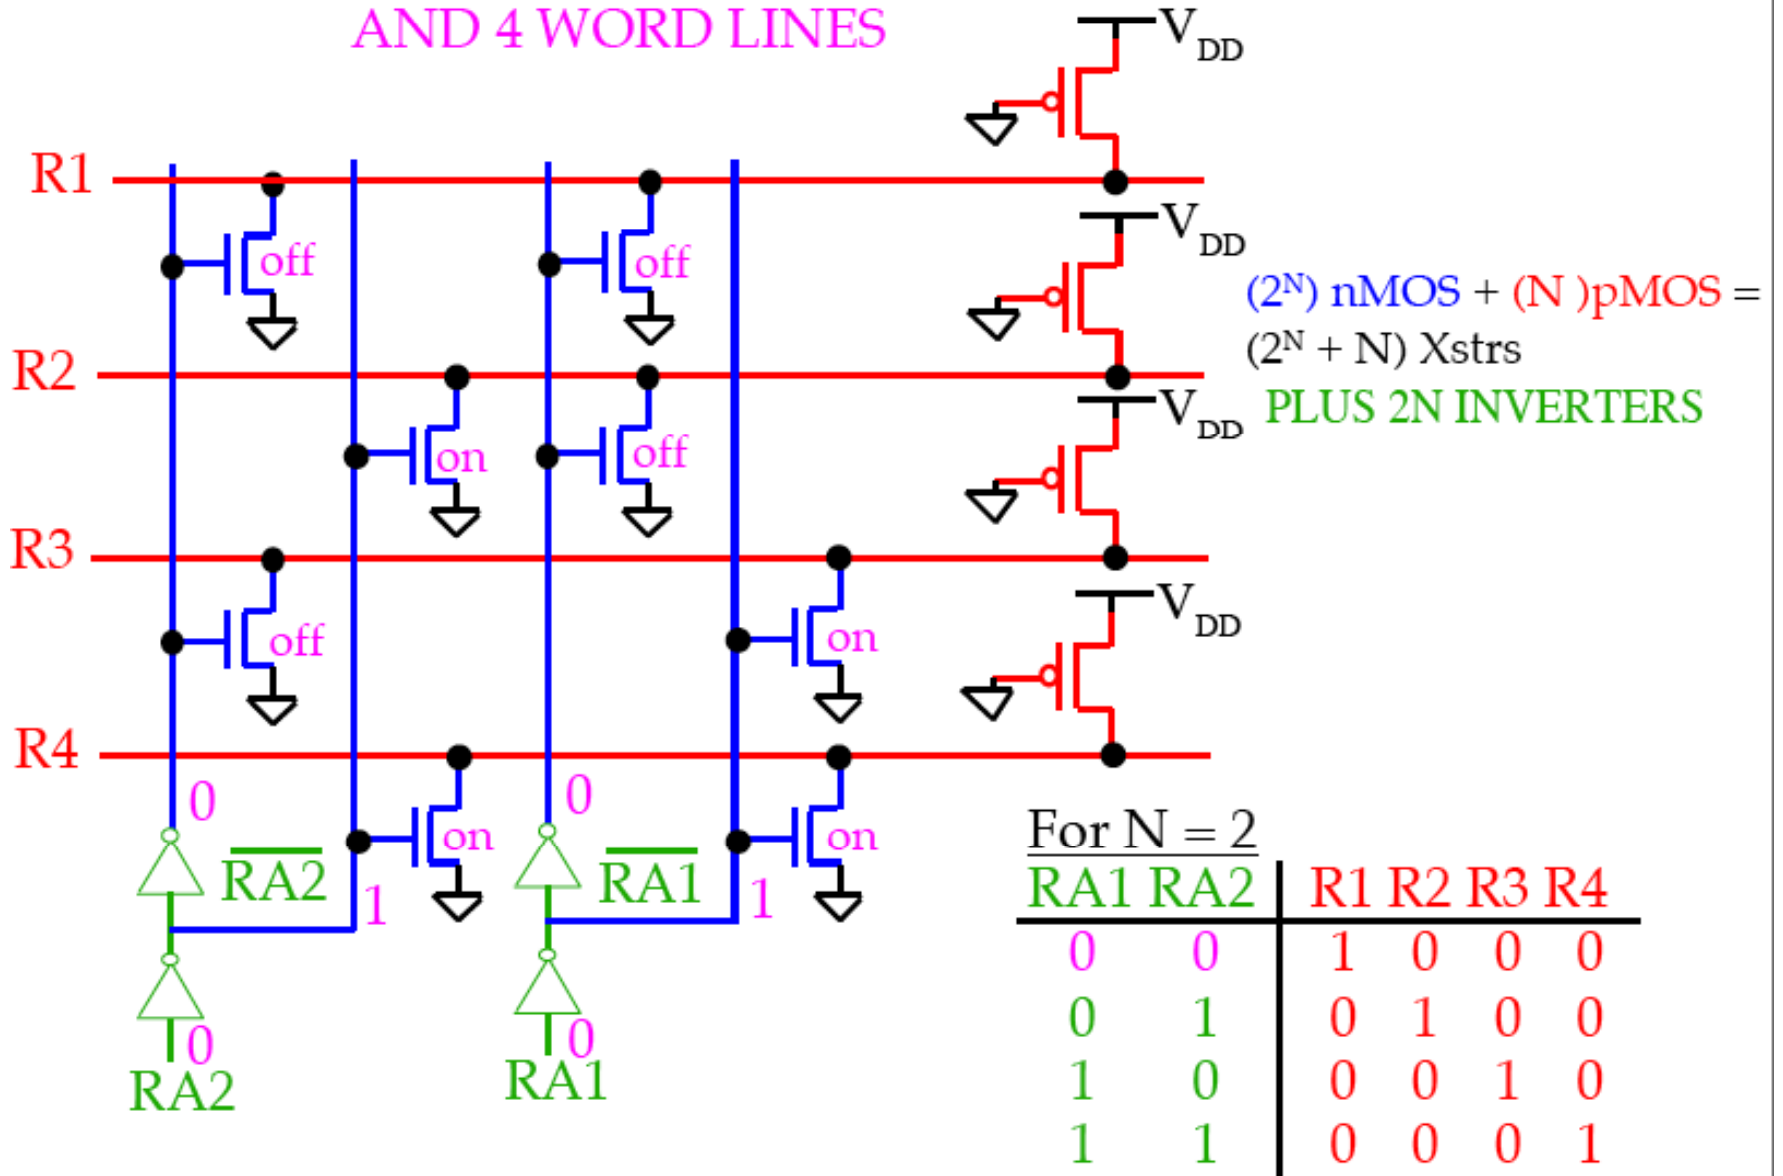 AND 4 WORD LINES
VDD
R1
off
off
VDD
(2^N) nMOS + (N )pMOS =
(2^N + N) Xstrs
R2
VDD
PLUS 2N INVERTERS
on
off
R3
VDD
off
on
R4
0
0
on
on
For N = 2
RA2
RA1
1
1
RA1 RA2 R1 R2 R3 R4
0 0 1 0 0 0
0 1 0 1 0 0
1 0 0 0 1 0
1 1 0 0 0 1
0
0
RA2
RA1